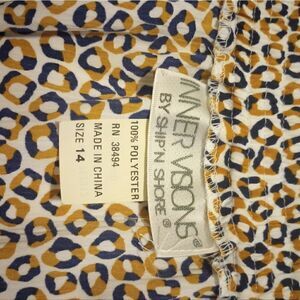 INNER VISIONS®
BY SHIP 'N SHORE®
100% POLYESTER
RN 38494
MADE IN CHINA
SIZE 14